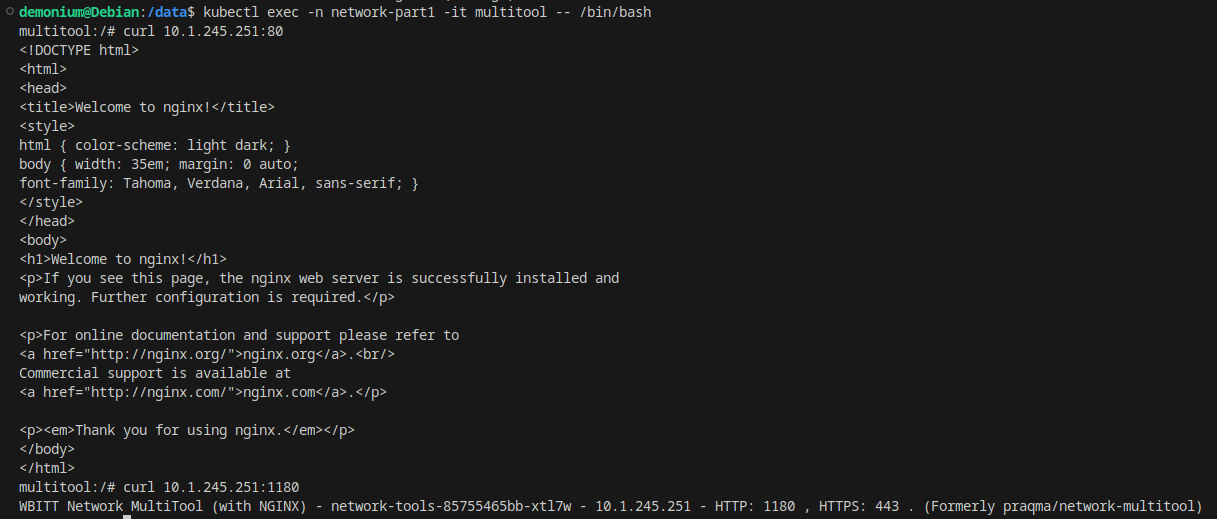 demonium@Debian:/data$ kubectl exec -n network-part1 -it multitool -- /bin/bash
multitool:/# curl 10.1.245.251:80
<!DOCTYPE html>
<html>
<head>
<title>Welcome to nginx!</title>
<style>
html { color-scheme: light dark; }
body { width: 35em; margin: 0 auto;
font-family: Tahoma, Verdana, Arial, sans-serif; }
</style>
</head>
<body>
<h1>Welcome to nginx!</h1>
<p>If you see this page, the nginx web server is successfully installed and
working. Further configuration is required.</p>

<p>For online documentation and support please refer to
<a href="http://nginx.org/">nginx.org</a>.<br/>
Commercial support is available at
<a href="http://nginx.com/">nginx.com</a>.</p>

<p><em>Thank you for using nginx.</em></p>
</body>
</html>
multitool:/# curl 10.1.245.251:1180
WBITT Network MultiTool (with NGINX) - network-tools-85755465bb-xtl7w - 10.1.245.251 - HTTP: 1180 , HTTPS: 443 . (Formerly praqma/network-multitool)